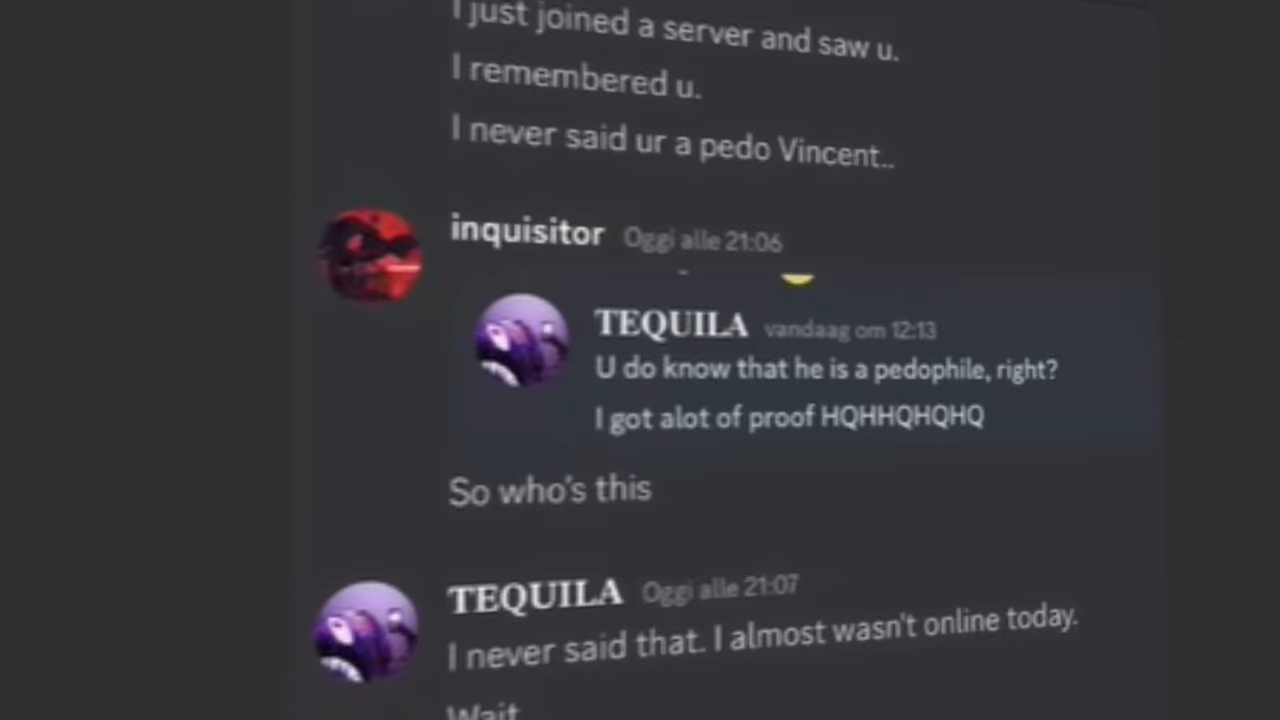 I just joined a server and saw u.
I remembered u.
I never said ur a pedo Vincent..
inquisitor Oggi alle 21:06
TEQUILA vandaag om 12:13
U do know that he is a pedophile, right?
I got alot of proof HQHHQHQHQ
So who's this
TEQUILA Oggi alle 21:07
I never said that. I almost wasn't online today.
Wait